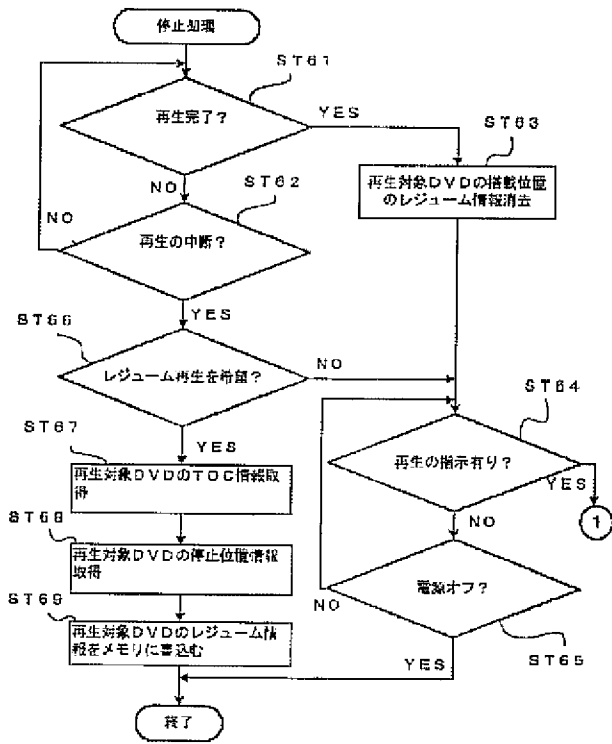 停止処理
ST61
再生完了?
YES
ST63
再生対象DVDの搭載位置
のレジューム情報消去
NO
ST62
NO
再生の中断?
YES
ST66
レジューム再生を希望?
NO
ST64
ST67
YES
再生対象DVDのTOC情報取
得
再生の指示有り?
YES
1
ST68
NO
再生対象DVDの停止位置情報
取得
電源オフ?
NO
ST69
再生対象DVDのレジューム情
報をメモリに書込む
YES
ST65
終了